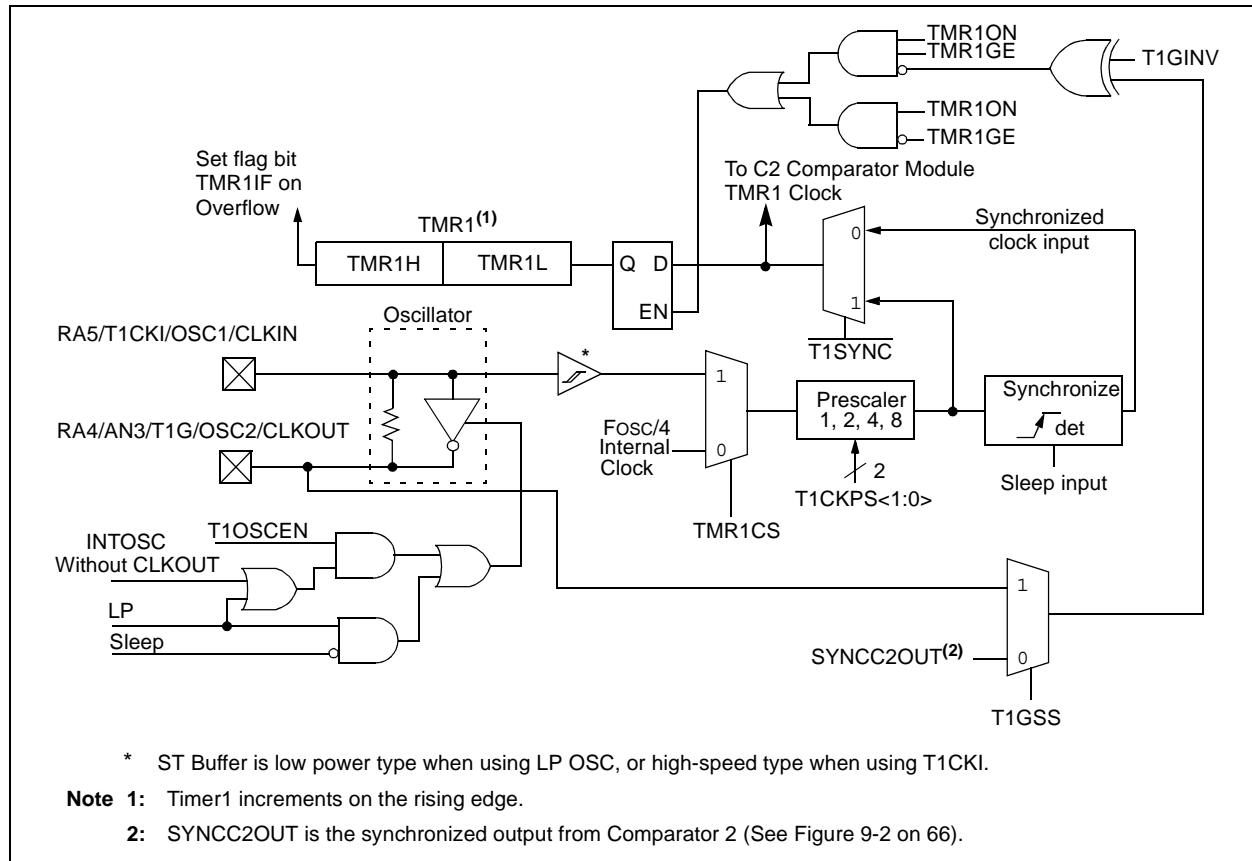 TMR1ON
TMR1GE
T1GINV
TMR1ON
TMR1GE
Set flag bit
TMR1IF on
Overflow
To C2 Comparator Module
TMR1 Clock
TMR1(1)
TMR1H
TMR1L
Q D
EN
0
1
T1SYNC
Synchronized
clock input
Oscillator
RA5/T1CKI/OSC1/CLKIN
*
1
0
FOSC/4
Internal
Clock
TMR1CS
Prescaler
1, 2, 4, 8
2
T1CKPS<1:0>
Synchronize
det
Sleep input
RA4/AN3/T1G/OSC2/CLKOUT
T1OSCEN
INTOSC
Without CLKOUT
LP
Sleep
1
0
SYNCC2OUT(2)
T1GSS
* ST Buffer is low power type when using LP OSC, or high-speed type when using T1CKI.
Note 1: Timer1 increments on the rising edge.
2: SYNCC2OUT is the synchronized output from Comparator 2 (See Figure 9-2 on 66).